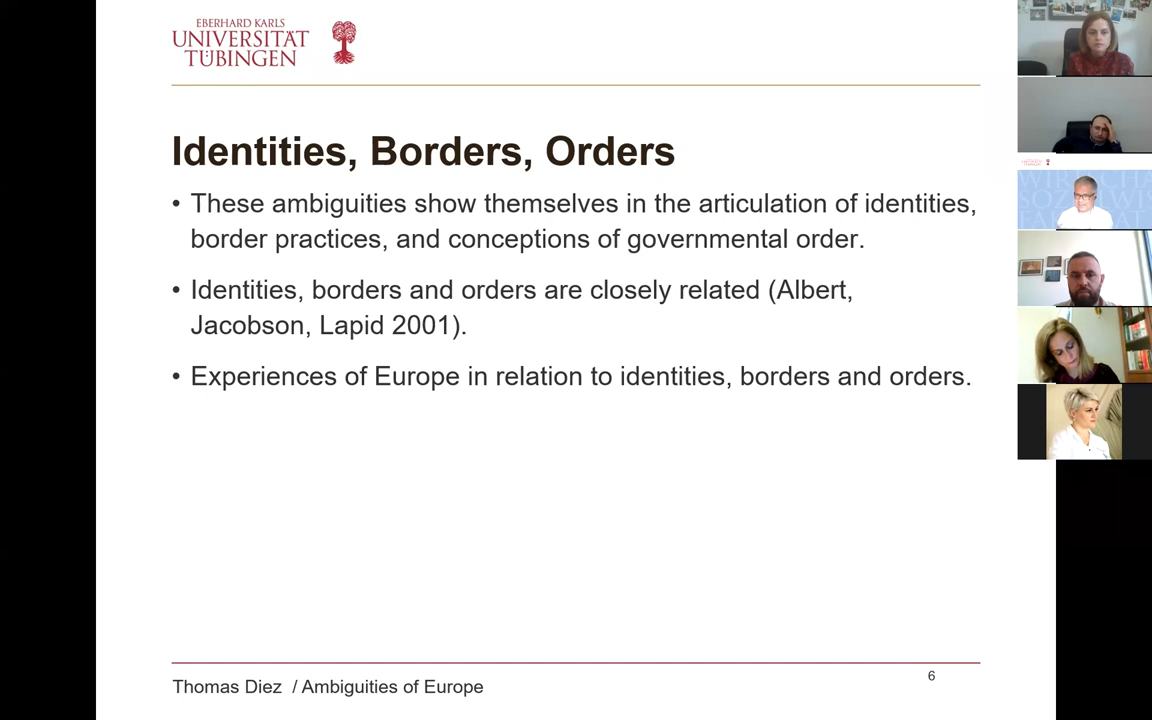 EBERHARD KARLS
UNIVERSITÄT
TÜBINGEN
Identities, Borders, Orders
• These ambiguities show themselves in the articulation of identities,
border practices, and conceptions of governmental order.
• Identities, borders and orders are closely related (Albert,
Jacobson, Lapid 2001).
• Experiences of Europe in relation to identities, borders and orders.
Thomas Diez / Ambiguities of Europe
6